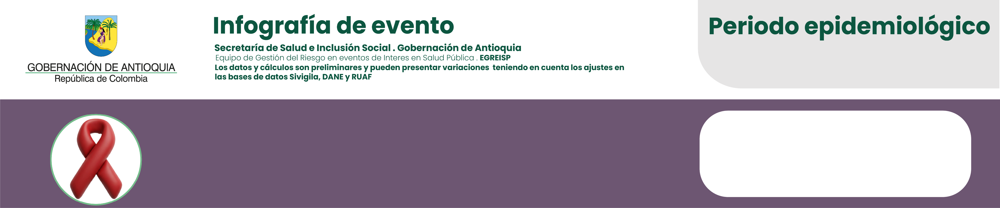 Infografía de evento
Secretaría de Salud e Inclusión Social . Gobernación de Antioquia
Equipo de Gestión del Riesgo en eventos de Interes en Salud Pública . EGREISP
Los datos y cálculos son preliminares y pueden presentar variaciones  teniendo en cuenta los ajustes en
las bases de datos Sivigila, DANE y RUAF
GOBERNACIÓN DE ANTIOQUIA
República de Colombia
Periodo epidemiológico